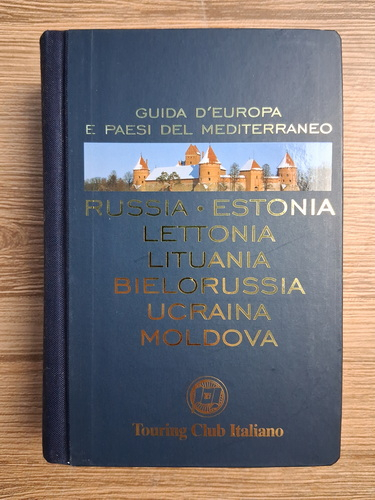 GUIDA D'EUROPA
E PAESI DEL MEDITERRANEO
RUSSIA • ESTONIA
LETTONIA
LITUANIA
BIELORUSSIA
UCRAINA
MOLDOVA
Touring Club Italiano